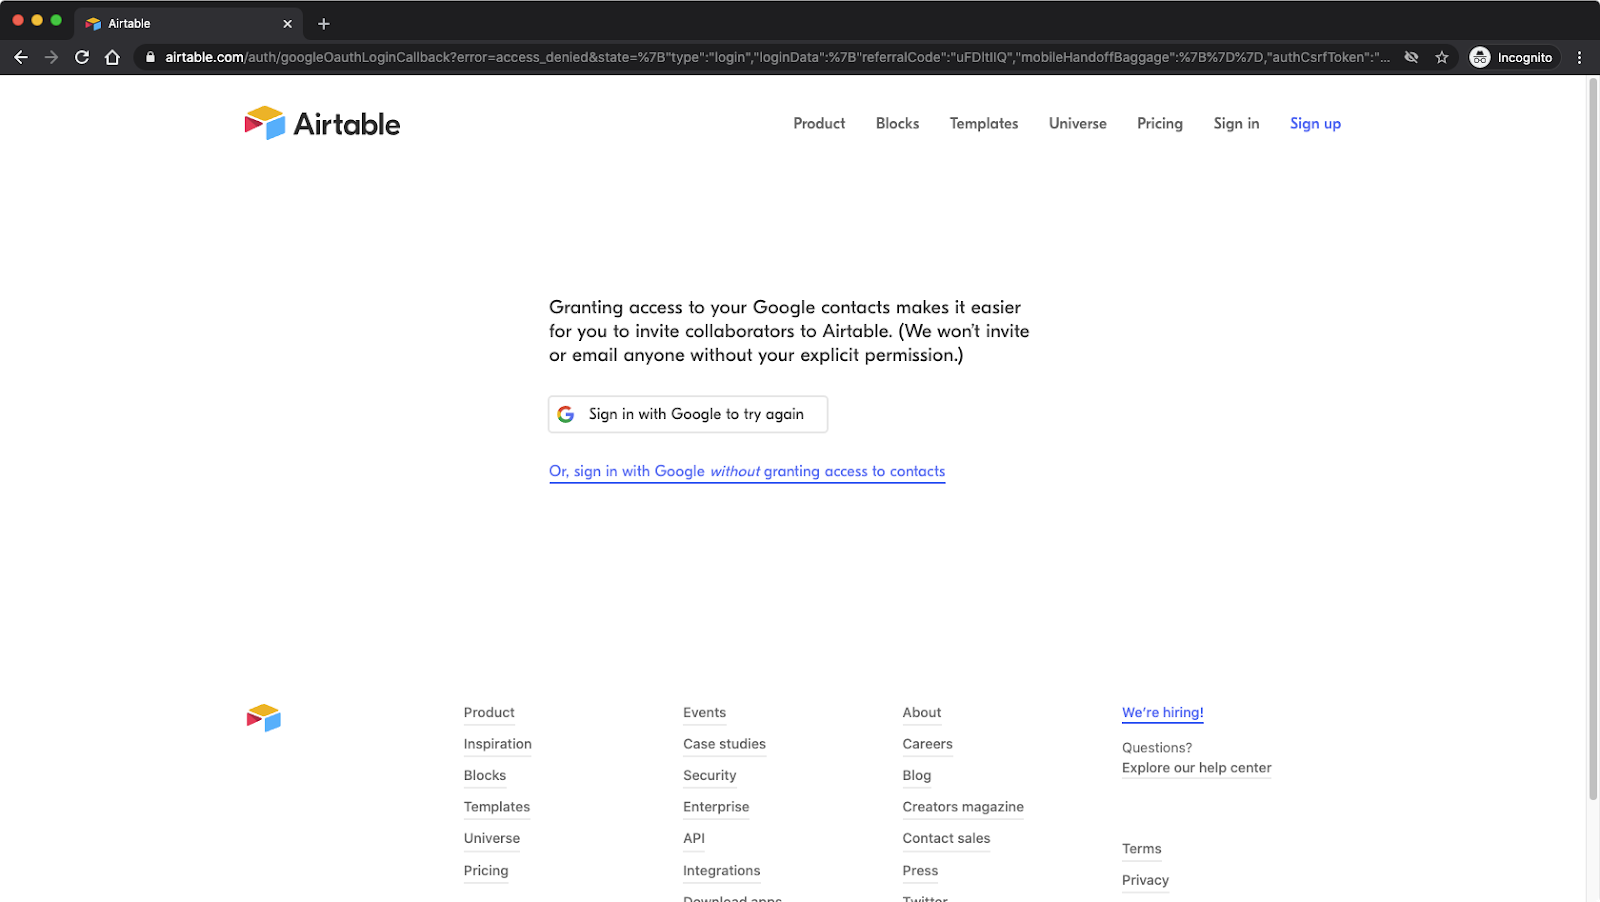 Airtable
airtable.com/auth/googleOauthLoginCallback?error=access_denied&state=%7B"type":"login","loginData":%7B"referralCode":"uFDltIlQ","mobileHandoffBaggage":%7B%7D%7D,"authCsrfToken":"...
Incognito
Airtable
Product Blocks Templates Universe Pricing Sign in Sign up
Granting access to your Google contacts makes it easier
for you to invite collaborators to Airtable. (We won’t invite
or email anyone without your explicit permission.)
Sign in with Google to try again
Or, sign in with Google without granting access to contacts
Product
Inspiration
Blocks
Templates
Universe
Pricing
Events
Case studies
Security
Enterprise
API
Integrations
Download apps
About
Careers
Blog
Creators magazine
Contact sales
Press
Twitter
We’re hiring!
Questions?
Explore our help center
Terms
Privacy